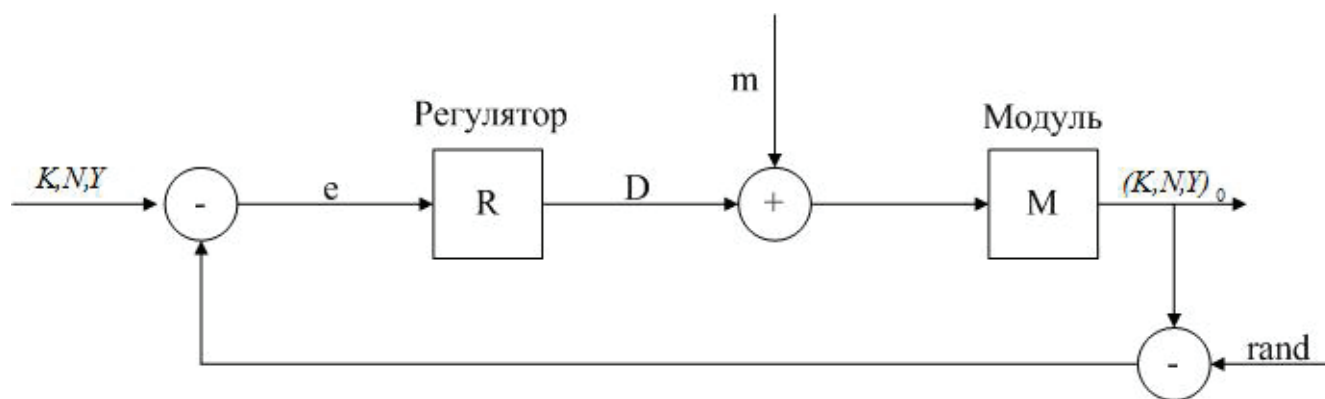 m
Регулятор
Модуль
K,N,Y
-
e
R
D
+
M
(K,N,Y)0
-
rand